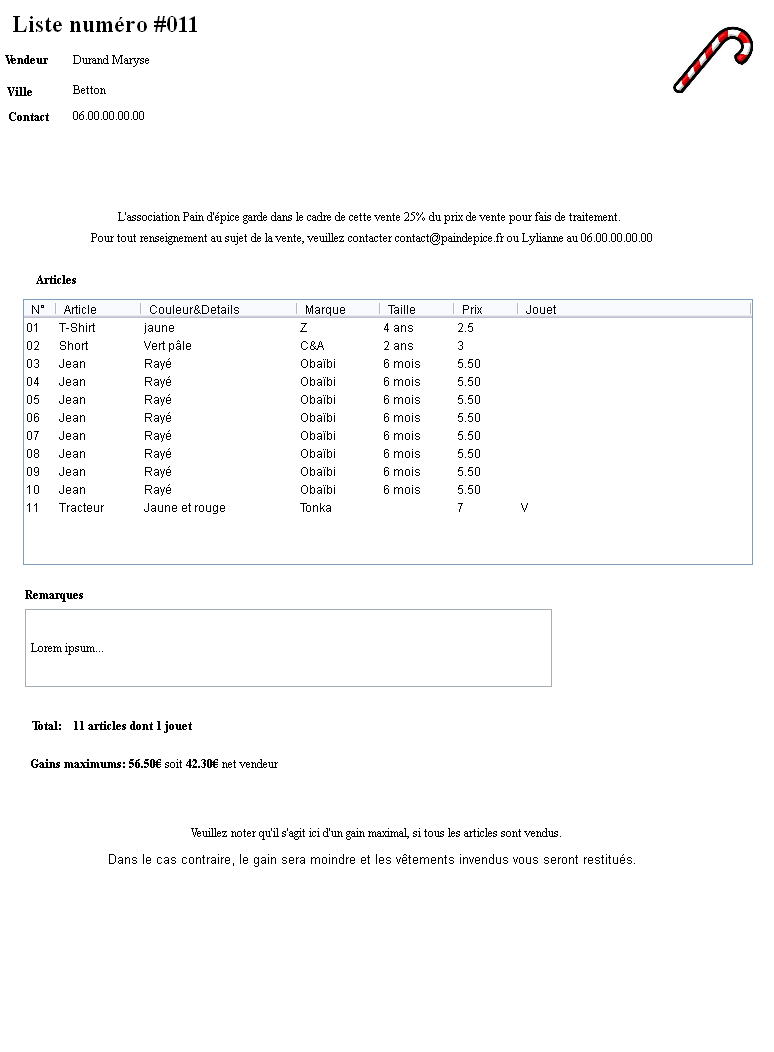 Liste numéro #011
Vendeur Durand Maryse
Ville Betton
Contact 06.00.00.00.00
L'association Pain d'épice garde dans le cadre de cette vente 25% du prix de vente pour fais de traitement.
Pour tout renseignement au sujet de la vente, veuillez contacter contact@paindepice.fr ou Lylianne au 06.00.00.00.00
Articles
N° Article Couleur&Details Marque Taille Prix Jouet
01 T-Shirt jaune Z 4 ans 2.5
02 Short Vert pâle C&A 2 ans 3
03 Jean Rayé Obaïbi 6 mois 5.50
04 Jean Rayé Obaïbi 6 mois 5.50
05 Jean Rayé Obaïbi 6 mois 5.50
06 Jean Rayé Obaïbi 6 mois 5.50
07 Jean Rayé Obaïbi 6 mois 5.50
08 Jean Rayé Obaïbi 6 mois 5.50
09 Jean Rayé Obaïbi 6 mois 5.50
10 Jean Rayé Obaïbi 6 mois 5.50
11 Tracteur Jaune et rouge Tonka 7 V
Remarques
Lorem ipsum...
Total: 11 articles dont 1 jouet
Gains maximums: 56.50€ soit 42.30€ net vendeur
Veuillez noter qu'il s'agit ici d'un gain maximal, si tous les articles sont vendus.
Dans le cas contraire, le gain sera moindre et les vêtements invendus vous seront restitués.